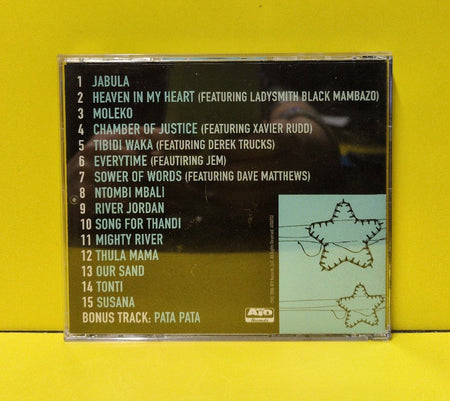 1 JABULA
2 HEAVEN IN MY HEART (FEATURING LADYSMITH BLACK MAMBAZO)
3 MOLEKO
4 CHAMBER OF JUSTICE (FEATURING XAVIER RUDD)
5 TIBIDI WAKA (FEATURING DEREK TRUCKS)
6 EVERYTIME (FEAUTIRING JEM)
7 SOWER OF WORDS (FEATURING DAVE MATTHEWS)
8 NTOMBI MBALI
9 RIVER JORDAN
10 SONG FOR THANDI
11 MIGHTY RIVER
12 THULA MAMA
13 OUR SAND
14 TONTI
15 SUSANA
BONUS TRACK: PATA PATA
ATO